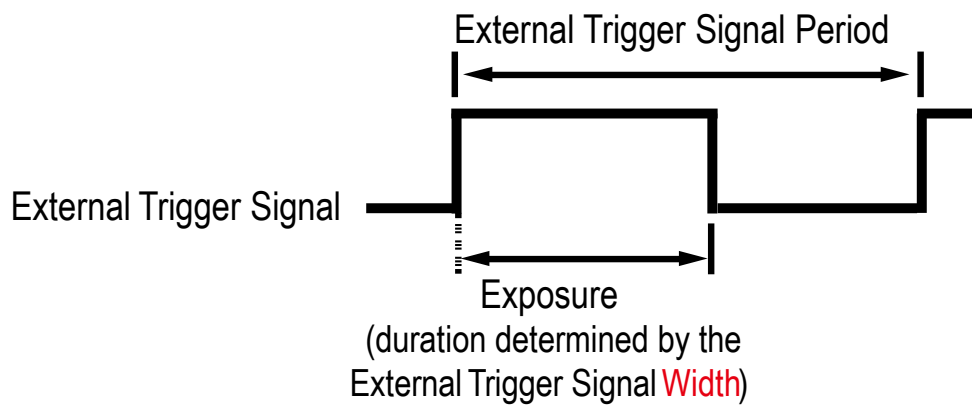 External Trigger Signal Period
External Trigger Signal
Exposure
(duration determined by the
External Trigger Signal Width)